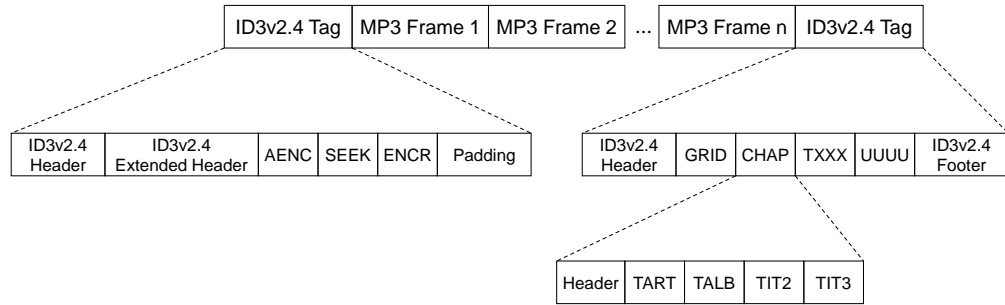 ID3v2.4 Tag MP3 Frame 1 MP3 Frame 2 ... MP3 Frame n ID3v2.4 Tag
ID3v2.4 Header ID3v2.4 Extended Header AENC SEEK ENCR Padding
ID3v2.4 Header GRID CHAP TXXX UUUU ID3v2.4 Footer
Header TART TALB TIT2 TIT3